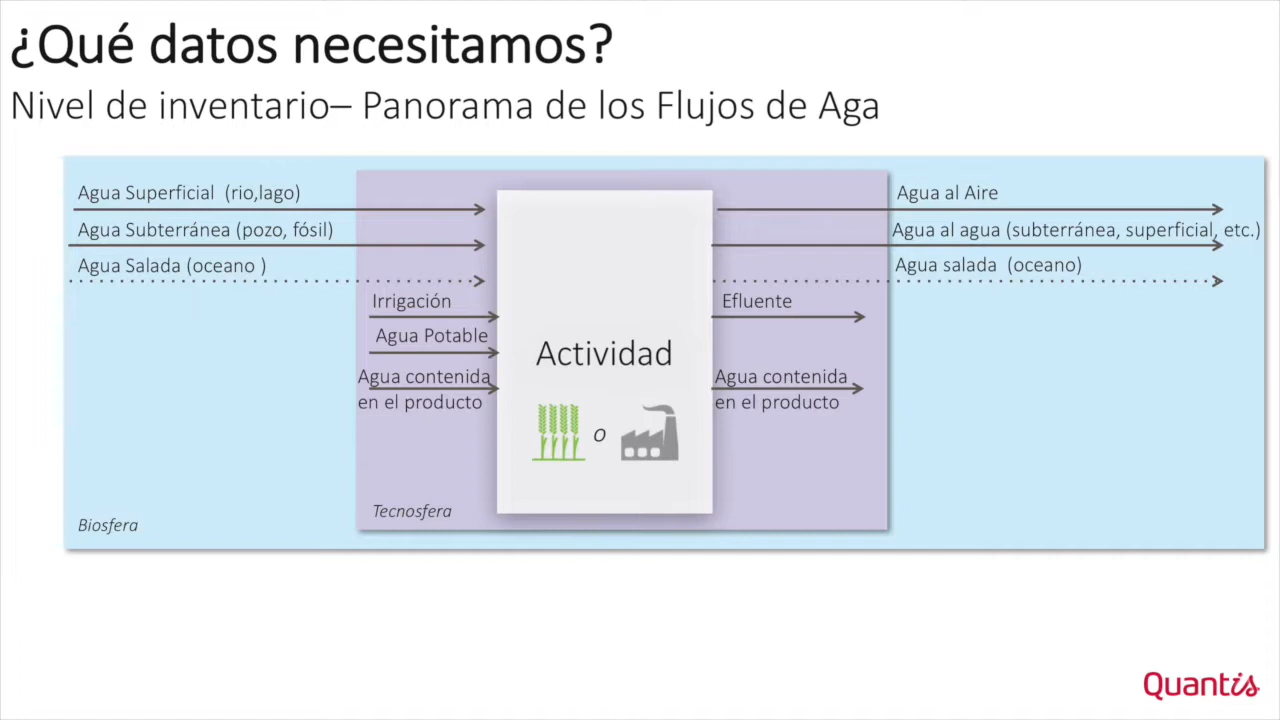 ¿Qué datos necesitamos?
Nivel de inventario– Panorama de los Flujos de Aga
Agua Superficial (rio,lago)
Agua Subterránea (pozo, fósil)
Agua Salada (oceano )
Irrigación
Agua Potable
Agua contenida
en el producto
Actividad
o
Agua al Aire
Agua al agua (subterránea, superficial, etc.)
Agua salada (oceano)
Efluente
Agua contenida
en el producto
Biosfera
Tecnosfera
Quantis